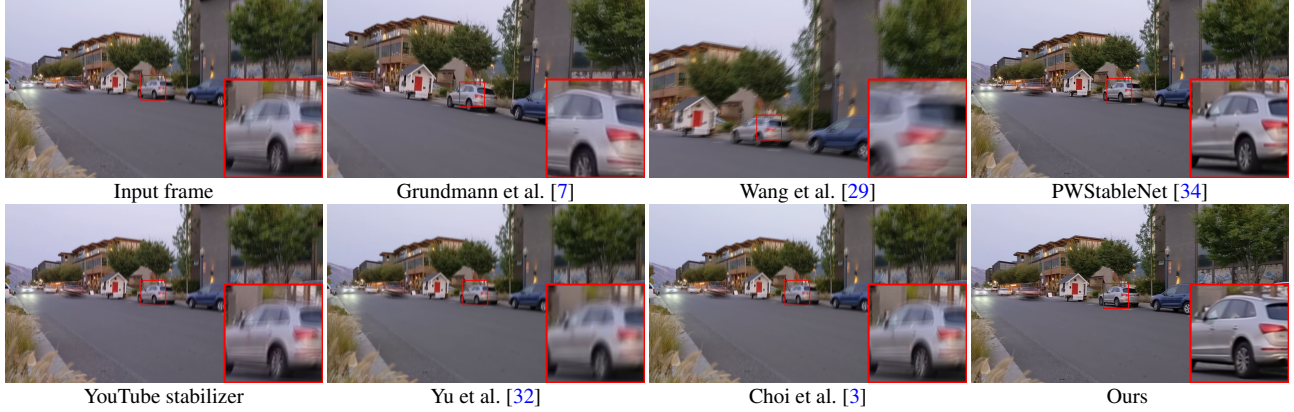 Input frame
Grundmann et al. [7]
Wang et al. [29]
PWStableNet [34]
YouTube stabilizer
Yu et al. [32]
Choi et al. [3]
Ours